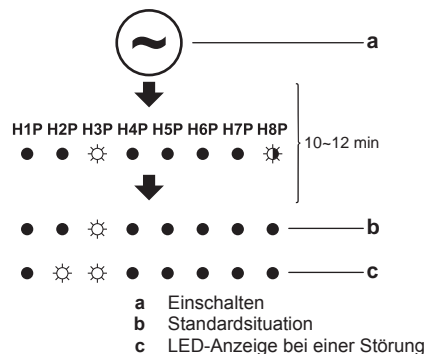 a
H1P H2P H3P H4P H5P H6P H7P H8P
10~12 min
b
c
a Einschalten
b Standardsituation
c LED-Anzeige bei einer Störung